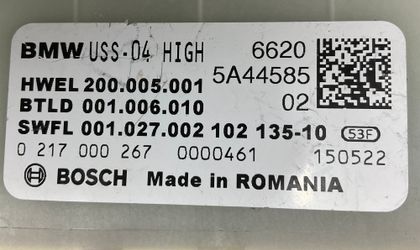 BMW USS-04 HIGH 6620
HWEL 200.005.001 5A44585
BTLD 001.006.010 02
SWFL 001.027.002 102 135-10 53F
0 217 000 267 0000461 150522
BOSCH Made in ROMANIA